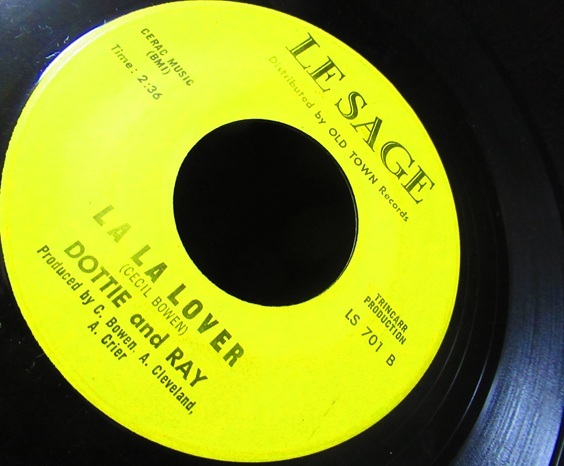 LE SAGE
Distributed by OLD TOWN Records
CERAC MUSIC
(BMI)
Time: 2:36
TRINCARR
PRODUCTION
LS 701 B
LA LA LOVER
(CECIL BOWEN)
DOTTIE and RAY
Produced by C. Bowen, A. Cleveland,
A. Crier